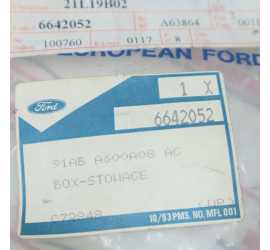 21L19B02
6642052 A63864
100760 0117 8
EUROPEAN FORD
1 X
Ford
6642052
91AB A600A08 AC
BOX-STOWAGE
10/93 PMS. NO. MFL 001